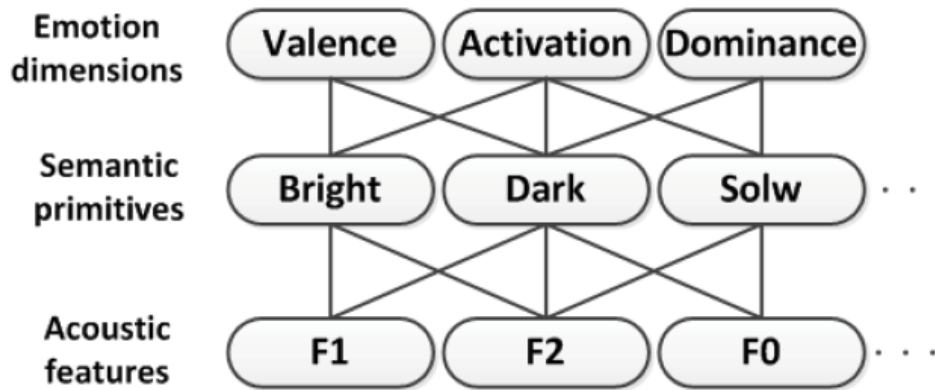 Emotion
dimensions
Valence
Activation
Dominance
Semantic
primitives
Bright
Dark
Solw
. .
Acoustic
features
F1
F2
F0
. . .